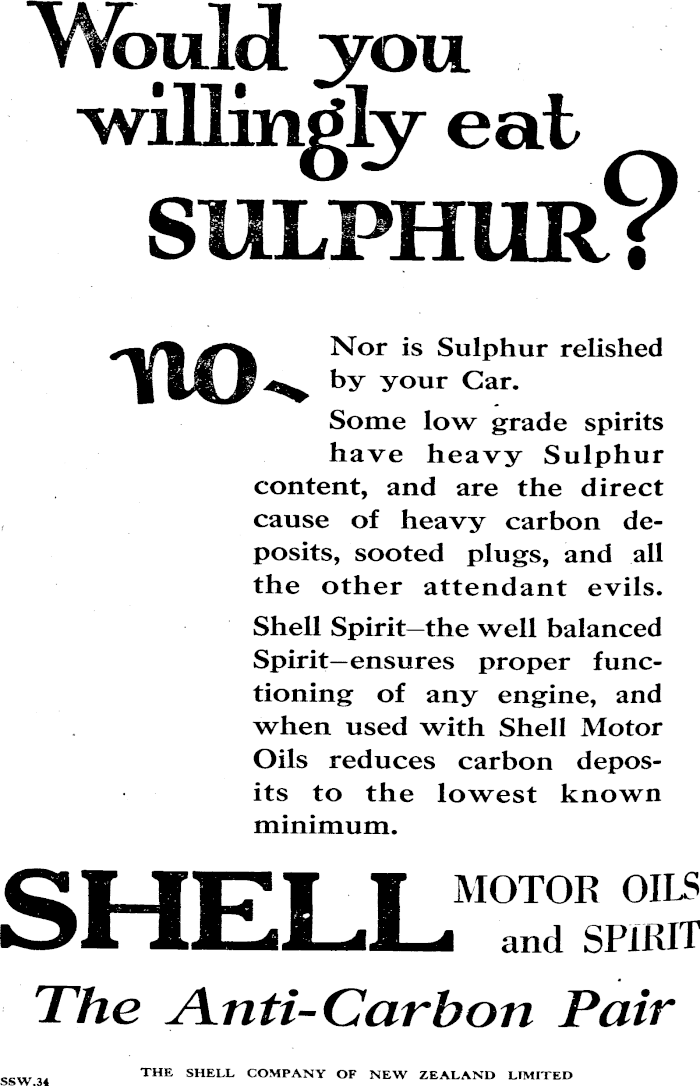 Would you
willingly eat
SULPHUR?
no-
Nor is Sulphur relished
by your Car.
Some low grade spirits
have heavy Sulphur
content, and are the direct
cause of heavy carbon de-
posits, sooted plugs, and all
the other attendant evils.
Shell Spirit—the well balanced
Spirit—ensures proper func-
tioning of any engine, and
when used with Shell Motor
Oils reduces carbon depos-
its to the lowest known
minimum.
SHELL MOTOR OILS
and SPIRIT
The Anti-Carbon Pair
THE SHELL COMPANY OF NEW ZEALAND LIMITED
SSW.34